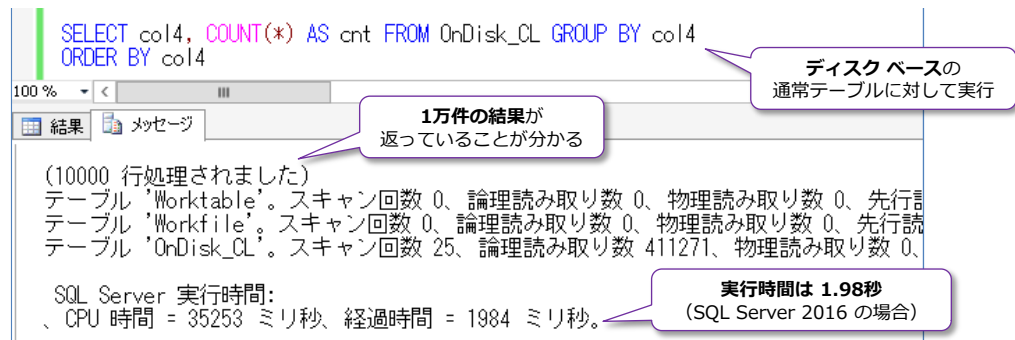 SELECT col4, COUNT(*) AS cnt FROM OnDisk_CL GROUP BY col4
ORDER BY col4
ディスク ベースの
通常テーブルに対して実行
100 %
1万件の結果が
返っていることが分かる
結果 メッセージ
(10000 行処理されました)
テーブル 'Worktable'。スキャン回数 0、論理読み取り数 0、物理読み取り数 0、先行読
テーブル 'Workfile'。スキャン回数 0、論理読み取り数 0、物理読み取り数 0、先行読
テーブル 'OnDisk_CL'。スキャン回数 25、論理読み取り数 411271、物理読み取り数 0、
SQL Server 実行時間:
、CPU 時間 = 35253 ミリ秒、経過時間 = 1984 ミリ秒。
実行時間は 1.98秒
(SQL Server 2016 の場合)